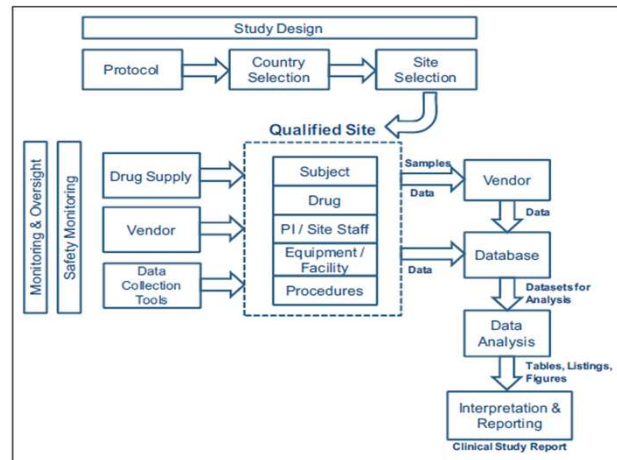 Study Design
Protocol
Country
Selection
Site
Selection
Qualified Site
Monitoring & Oversight
Safety Monitoring
Drug Supply
Vendor
Data
Collection
Tools
Subject
Drug
PI / Site Staff
Equipment /
Facility
Procedures
Samples
Data
Data
Vendor
Data
Database
Datasets for
Analysis
Data
Analysis
Tables, Listings,
Figures
Interpretation &
Reporting
Clinical Study Report